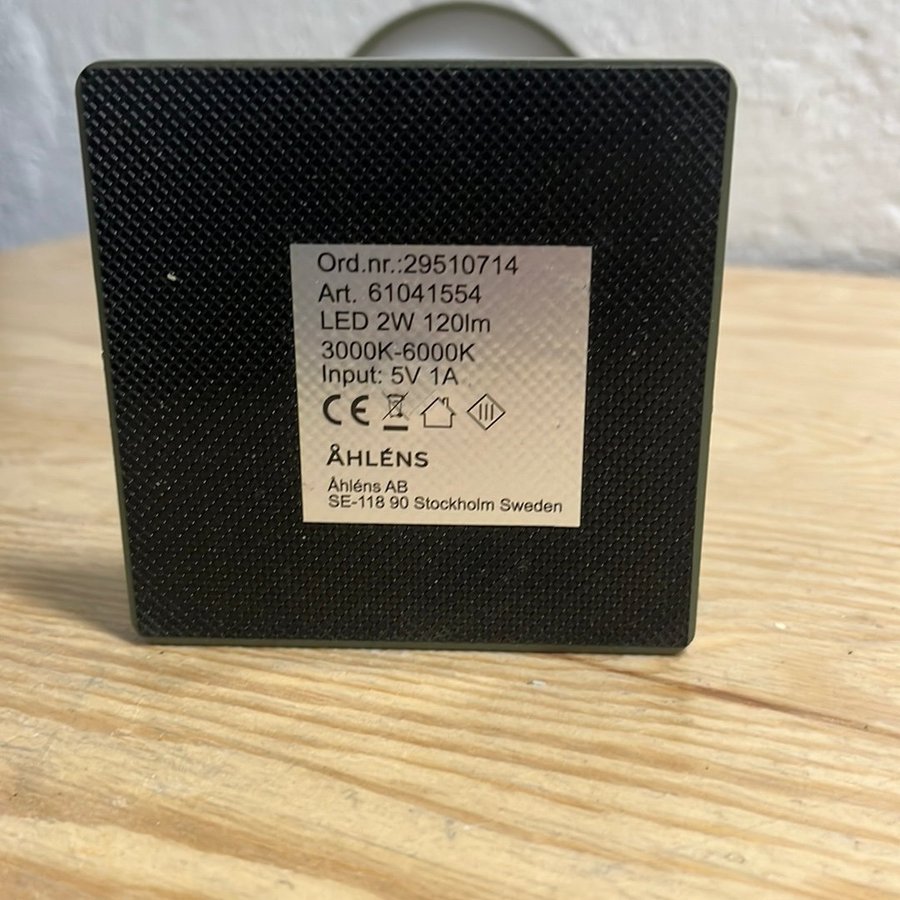 Ord.nr.:29510714
Art. 61041554
LED 2W 120lm
3000K-6000K
Input: 5V 1A
CE
ÅHLÉNS
Åhléns AB
SE-118 90 Stockholm Sweden